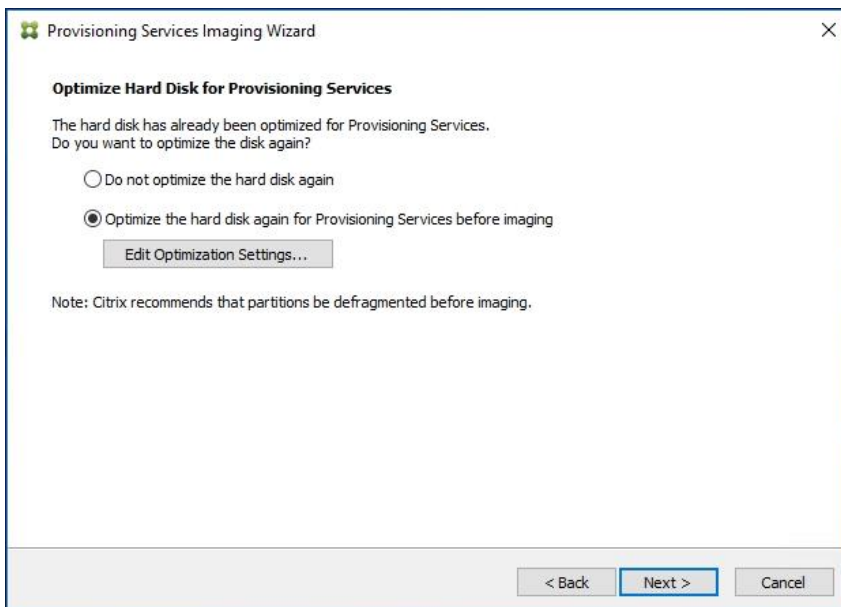 Provisioning Services Imaging Wizard
Optimize Hard Disk for Provisioning Services
The hard disk has already been optimized for Provisioning Services.
Do you want to optimize the disk again?
Do not optimize the hard disk again
Optimize the hard disk again for Provisioning Services before imaging
Edit Optimization Settings...
Note: Citrix recommends that partitions be defragmented before imaging.
< Back Next > Cancel